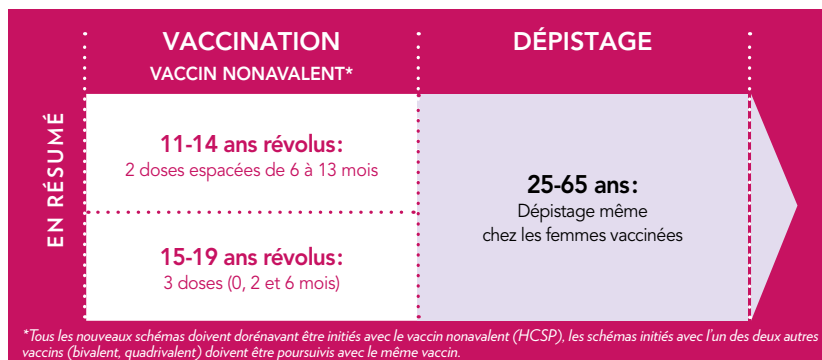 VACCINATION
VACCIN NONAVALENT*
DÉPISTAGE
EN RÉSUMÉ
11-14 ans révolus:
2 doses espacées de 6 à 13 mois
15-19 ans révolus:
3 doses (0, 2 et 6 mois)
25-65 ans:
Dépistage même
chez les femmes vaccinées
*Tous les nouveaux schémas doivent dorénavant être initiés avec le vaccin nonavalent (HCSP), les schémas initiés avec l'un des deux autres
vaccins (bivalent, quadrivalent) doivent être poursuivis avec le même vaccin.